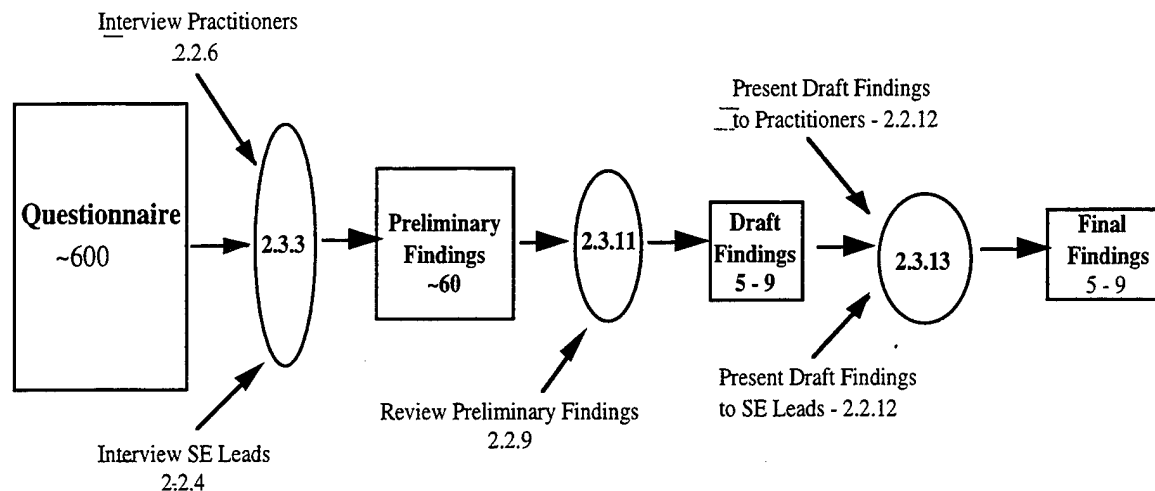 Interview Practitioners
2.2.6
Questionnaire
~600
Interview SE Leads
2.2.4
2.3.3
Preliminary
Findings
~60
2.3.11
Review Preliminary Findings
2.2.9
Draft
Findings
5 - 9
Present Draft Findings
to Practitioners - 2.2.12
2.3.13
Present Draft Findings
to SE Leads - 2.2.12
Final
Findings
5 - 9